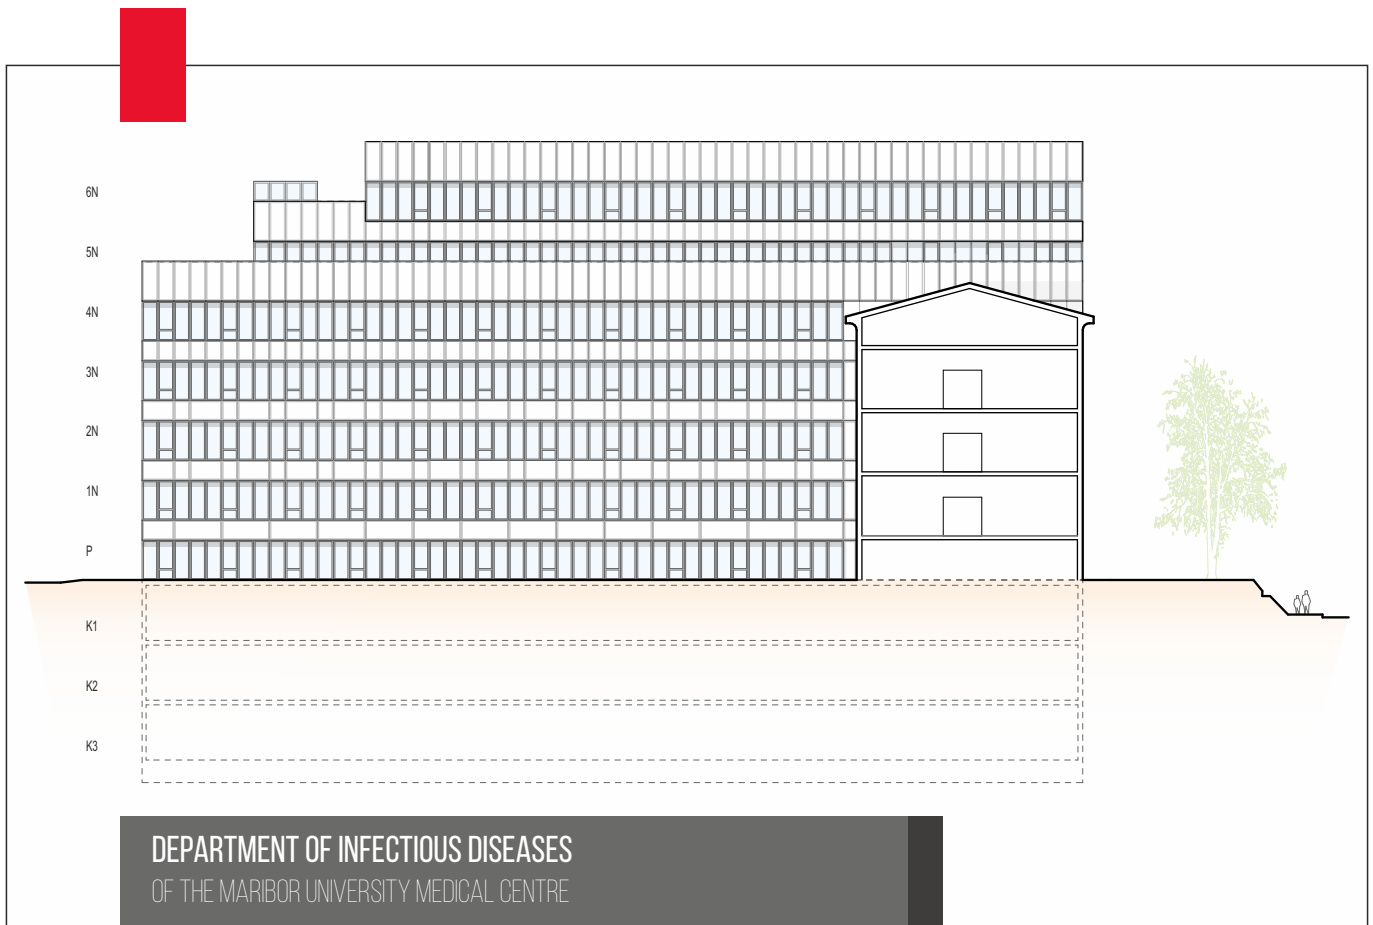 6N
5N
4N
3N
2N
1N
P
K1
K2
K3
DEPARTMENT OF INFECTIOUS DISEASES
OF THE MARIBOR UNIVERSITY MEDICAL CENTRE